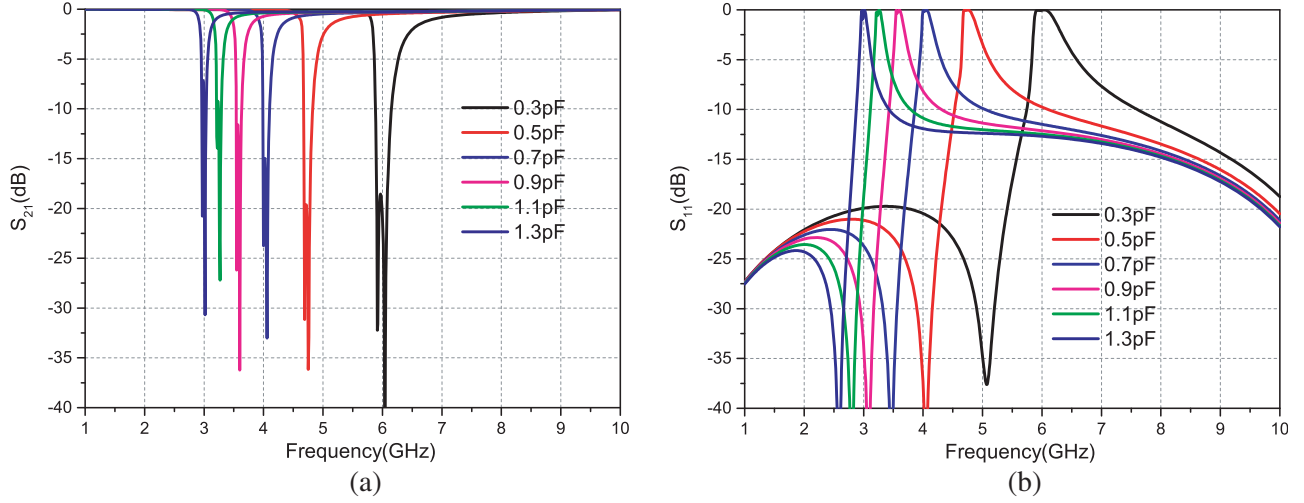 0
-5
-10
-15
-20
-25
-30
-35
-40
S21(dB)
1 2 3 4 5 6 7 8 9 10
Frequency(GHz)
0.3pF
0.5pF
0.7pF
0.9pF
1.1pF
1.3pF
(a)
0
-5
-10
-15
-20
-25
-30
-35
-40
S11(dB)
1 2 3 4 5 6 7 8 9 10
Frequency(GHz)
0.3pF
0.5pF
0.7pF
0.9pF
1.1pF
1.3pF
(b)